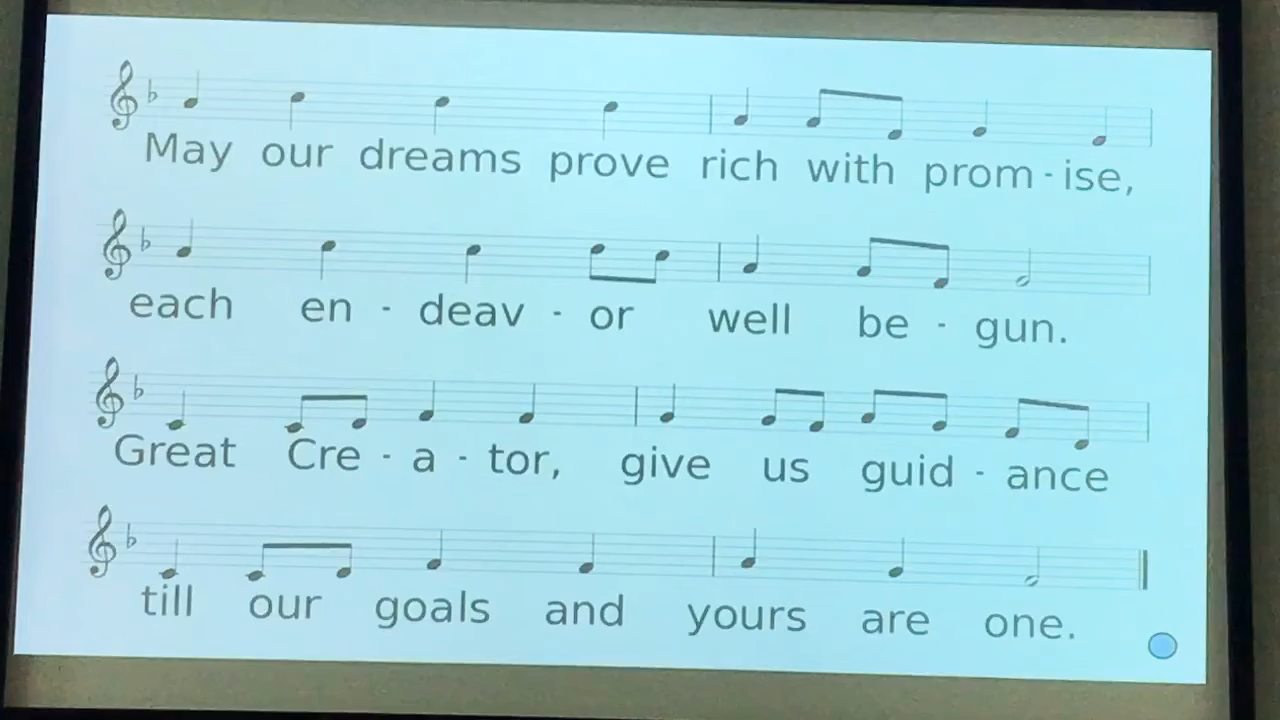 May our dreams prove rich with prom - ise,
each en - deav - or well be - gun.
Great Cre - a - tor, give us guid - ance
till our goals and yours are one.